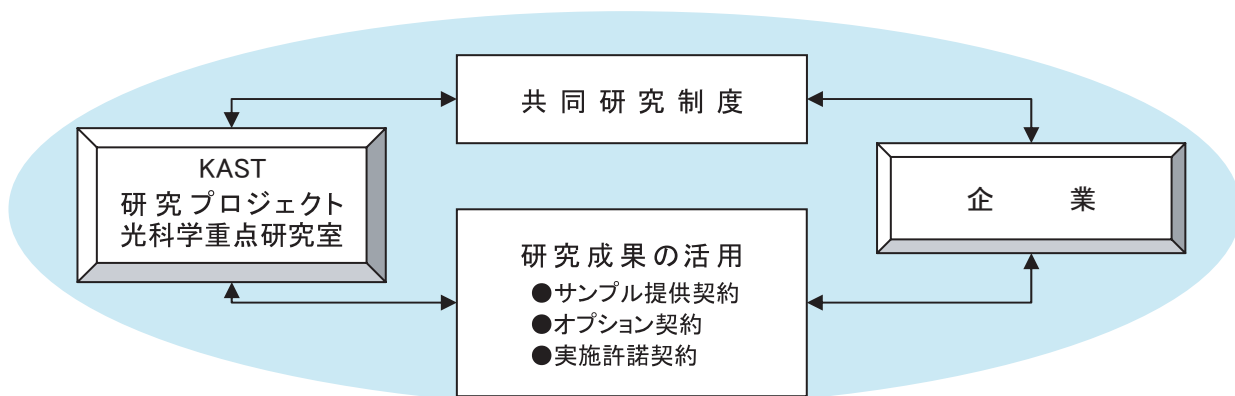 共同研究制度
KAST
研究プロジェクト
光科学重点研究室
企業
研究成果の活用
●サンプル提供契約
●オプション契約
●実施許諾契約